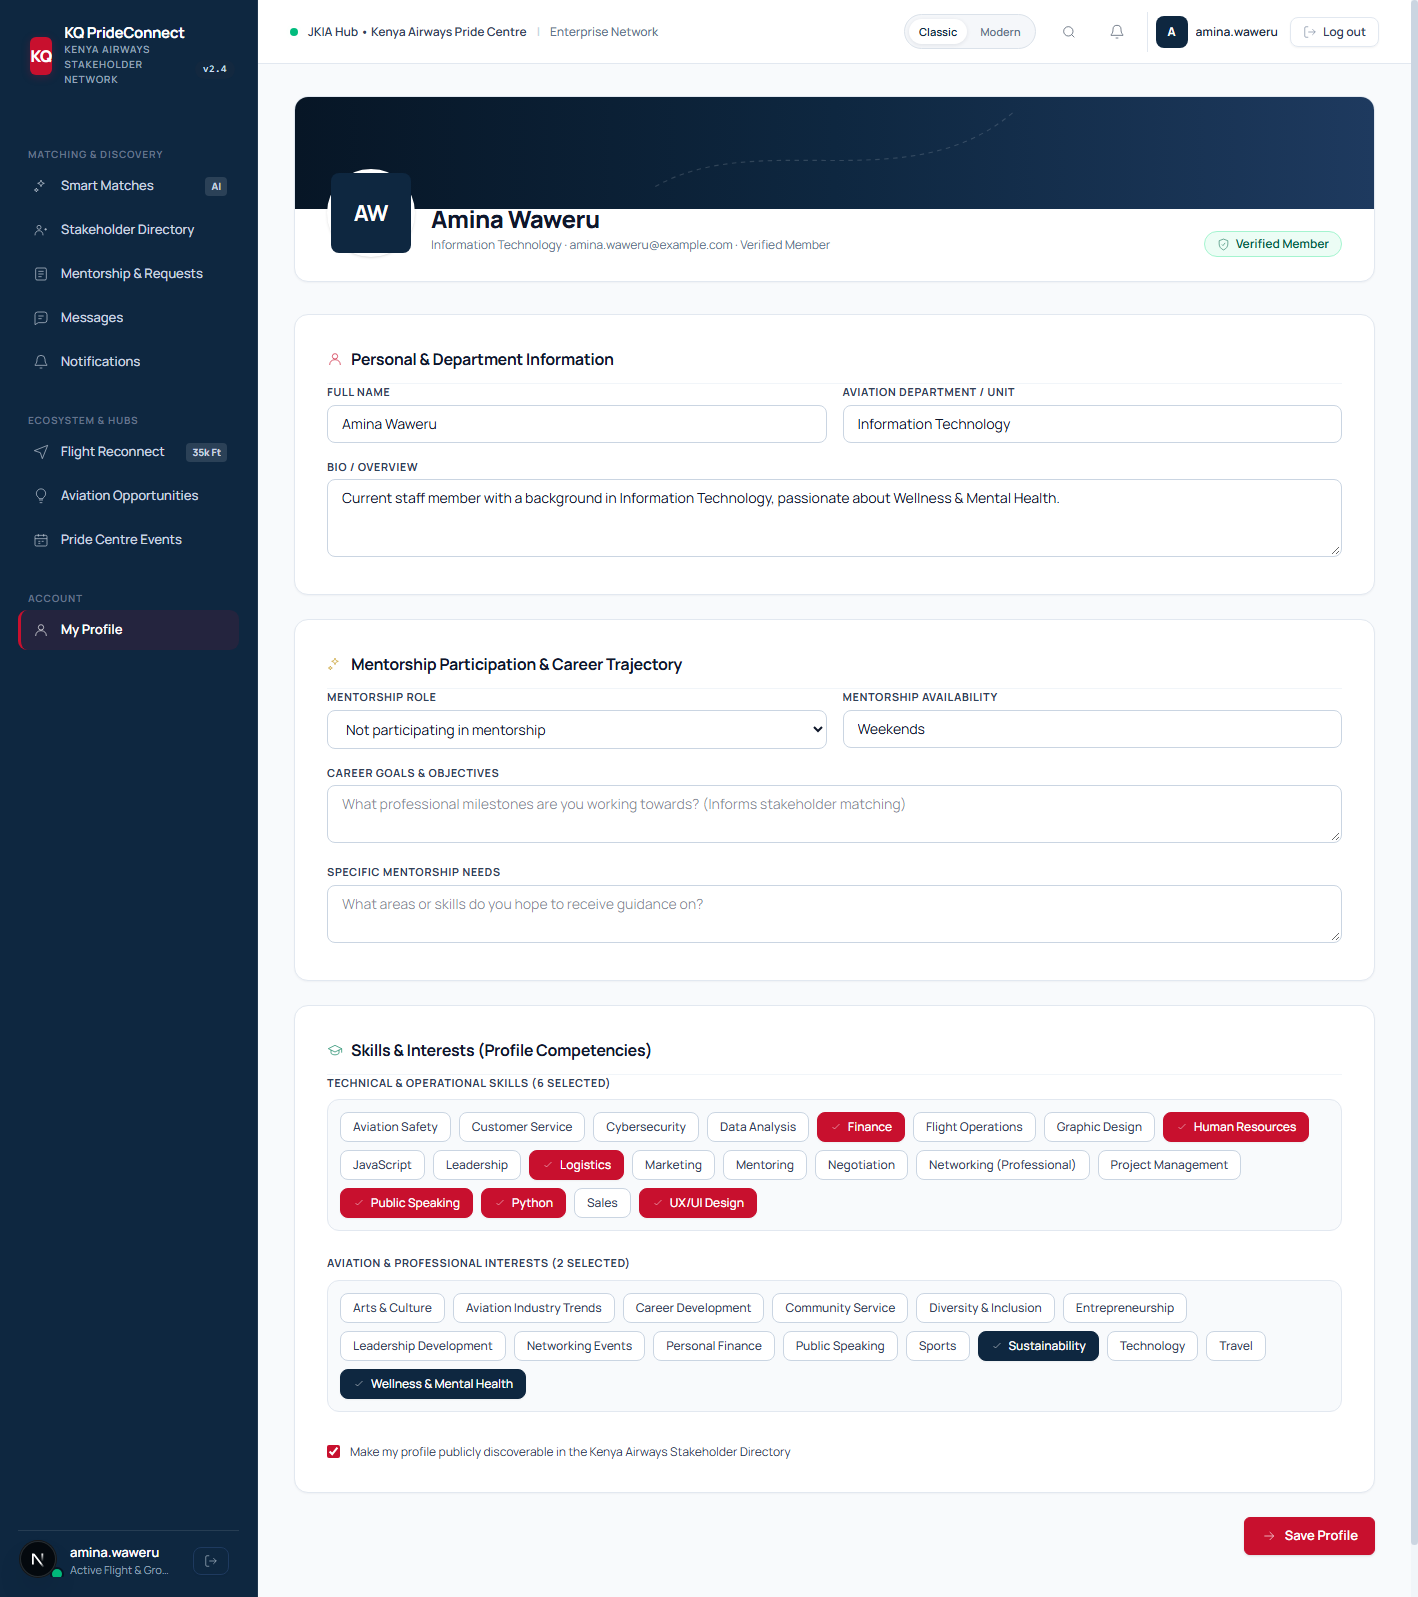 KQ
KQ PrideConnect
KENYA AIRWAYS
STAKEHOLDER
NETWORK
v2.4
MATCHING & DISCOVERY
Smart Matches
AI
Stakeholder Directory
Mentorship & Requests
Messages
Notifications
ECOSYSTEM & HUBS
Flight Reconnect
35k Ft
Aviation Opportunities
Pride Centre Events
ACCOUNT
My Profile
N
amina.waweru
Active Flight & Gro...
JKIA Hub • Kenya Airways Pride Centre | Enterprise Network
Classic
Modern
A
amina.waweru
Log out
AW
Amina Waweru
Information Technology · amina.waweru@example.com · Verified Member
Verified Member
Personal & Department Information
FULL NAME
Amina Waweru
AVIATION DEPARTMENT / UNIT
Information Technology
BIO / OVERVIEW
Current staff member with a background in Information Technology, passionate about Wellness & Mental Health.
Mentorship Participation & Career Trajectory
MENTORSHIP ROLE
Not participating in mentorship
MENTORSHIP AVAILABILITY
Weekends
CAREER GOALS & OBJECTIVES
What professional milestones are you working towards? (Informs stakeholder matching)
SPECIFIC MENTORSHIP NEEDS
What areas or skills do you hope to receive guidance on?
Skills & Interests (Profile Competencies)
TECHNICAL & OPERATIONAL SKILLS (6 SELECTED)
Aviation Safety Customer Service Cybersecurity Data Analysis Finance Flight Operations Graphic Design Human Resources
JavaScript Leadership Logistics Marketing Mentoring Negotiation Networking (Professional) Project Management
Public Speaking Python Sales UX/UI Design
AVIATION & PROFESSIONAL INTERESTS (2 SELECTED)
Arts & Culture Aviation Industry Trends Career Development Community Service Diversity & Inclusion Entrepreneurship
Leadership Development Networking Events Personal Finance Public Speaking Sports Sustainability Technology Travel
Wellness & Mental Health
Make my profile publicly discoverable in the Kenya Airways Stakeholder Directory
Save Profile